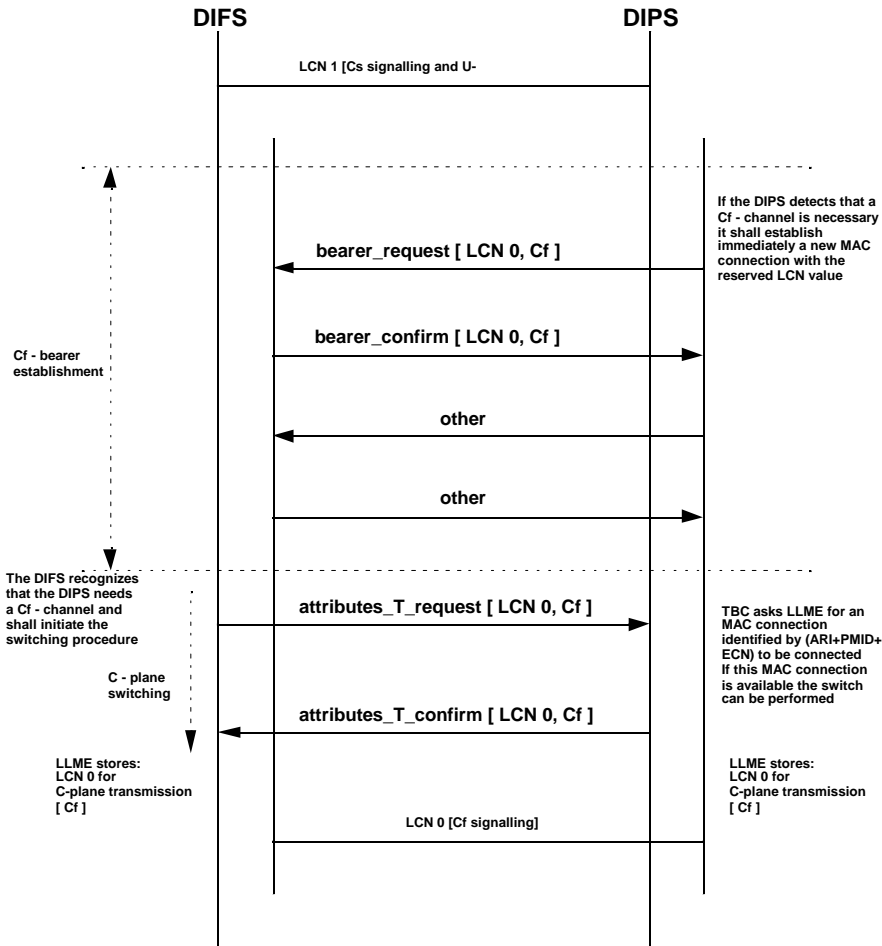 DIFS
DIPS
LCN 1 [Cs signalling and U-
If the DIPS detects that a
Cf - channel is necessary
it shall establish
immediately a new MAC
connection with the
reserved LCN value
bearer_request [ LCN 0, Cf ]
bearer_confirm [ LCN 0, Cf ]
Cf - bearer
establishment
other
other
The DIFS recognizes
that the DIPS needs
a Cf - channel and
shall initiate the
switching procedure
attributes_T_request [ LCN 0, Cf ]
TBC asks LLME for an
MAC connection
identified by (ARI+PMID+
ECN) to be connected
If this MAC connection
is available the switch
can be performed
C - plane
switching
attributes_T_confirm [ LCN 0, Cf ]
LLME stores:
LCN 0 for
C-plane transmission
[ Cf ]
LLME stores:
LCN 0 for
C-plane transmission
[ Cf ]
LCN 0 [Cf signalling]